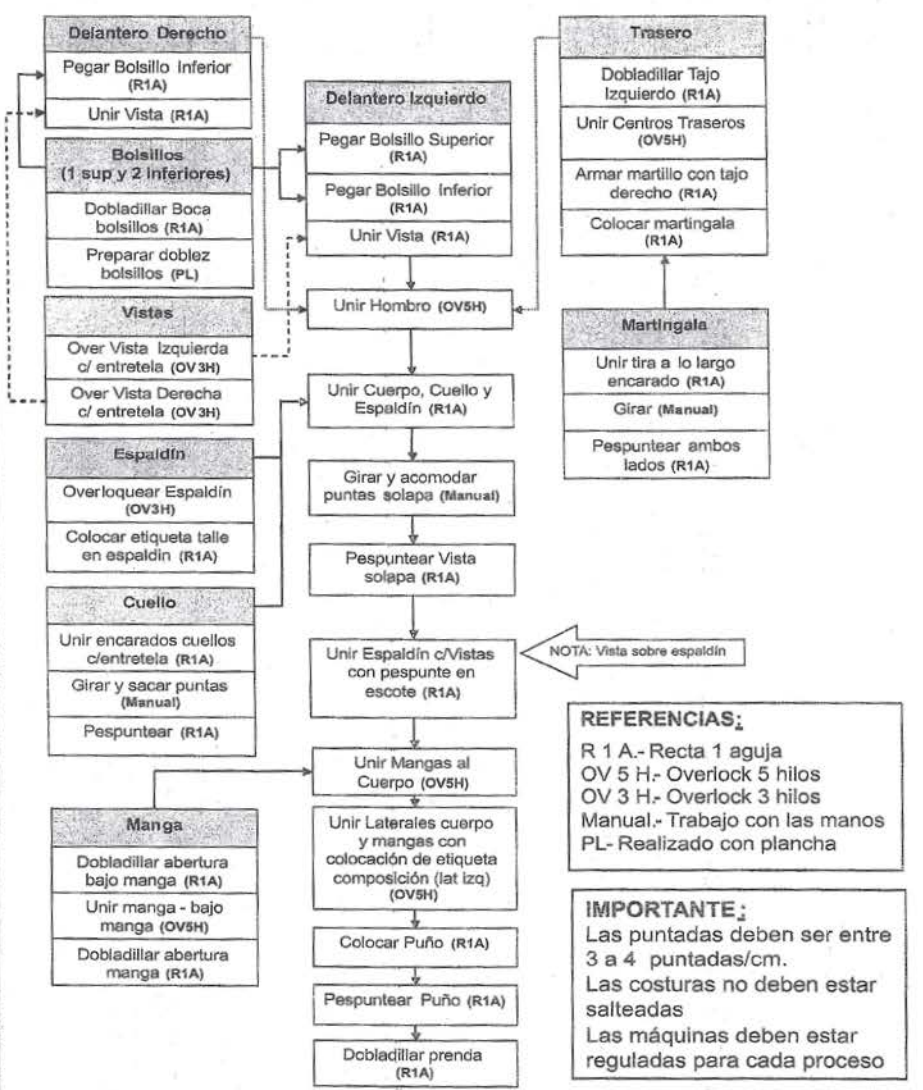 Delantero Derecho
Pegar Bolsillo Inferior
(R1A)
Unir Vista (R1A)
Bolsillos
(1 sup y 2 inferiores)
Dobladillar Boca
bolsillos (R1A)
Preparar doblez
bolsillos (PL)
Vistas
Over Vista Izquierda
c/ entretela (OV3H)
Over Vista Derecha
c/ entretela (OV3H)
Espaldín
Overloquear Espaldín
(OV3H)
Colocar etiqueta talle
en espaldin (R1A)
Cuello
Unir encarados cuellos
c/entretela (R1A)
Girar y sacar puntas
(Manual)
Pespuntear (R1A)
Manga
Dobladillar abertura
bajo manga (R1A)
Unir manga - bajo
manga (OV5H)
Dobladillar abertura
manga (R1A)
Delantero Izquierdo
Pegar Bolsillo Superior
(R1A)
Pegar Bolsillo Inferior
(R1A)
Unir Vista (R1A)
Unir Hombro (OV5H)
Unir Cuerpo, Cuello y
Espaldín (R1A)
Girar y acomodar
puntas solapa (Manual)
Pespuntear Vista
solapa (R1A)
Unir Espaldín c/Vistas
con pespunte en
escote (R1A)
NOTA: Vista sobre espaldín
Unir Mangas al
Cuerpo (OV5H)
Unir Laterales cuerpo
y mangas con
colocación de etiqueta
composición (lat izq)
(OV5H)
Colocar Puño (R1A)
Pespuntear Puño (R1A)
Dobladillar prenda
(R1A)
Trasero
Dobladillar Tajo
Izquierdo (R1A)
Unir Centros Traseros
(OV5H)
Armar martillo con tajo
derecho (R1A)
Colocar martingala
(R1A)
Martingala
Unir tira a lo largo
encarado (R1A)
Girar (Manual)
Pespuntear ambos
lados (R1A)
REFERENCIAS:
R 1 A.- Recta 1 aguja
OV 5 H.- Overlock 5 hilos
OV 3 H.- Overlock 3 hilos
Manual.- Trabajo con las manos
PL- Realizado con plancha
IMPORTANTE:
Las puntadas deben ser entre
3 a 4 puntadas/cm.
Las costuras no deben estar
salteadas
Las máquinas deben estar
reguladas para cada proceso